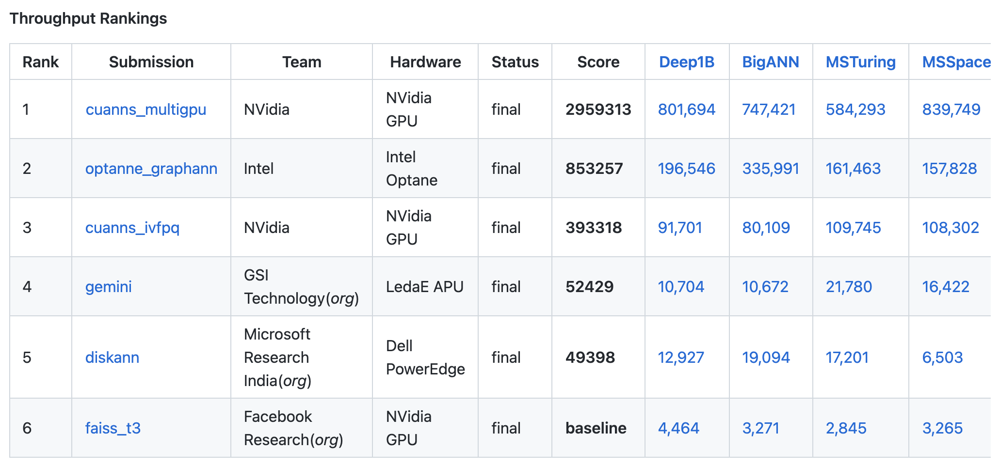 Throughput Rankings
Rank Submission Team Hardware Status Score Deep1B BigANN MSTuring MSSpace
1 cuanns_multigpu NVidia NVidia GPU final 2959313 801,694 747,421 584,293 839,749
2 optanne_graphann Intel Intel Optane final 853257 196,546 335,991 161,463 157,828
3 cuanns_ivfpq NVidia NVidia GPU final 393318 91,701 80,109 109,745 108,302
4 gemini GSI Technology(org) LedaE APU final 52429 10,704 10,672 21,780 16,422
5 diskann Microsoft Research India(org) Dell PowerEdge final 49398 12,927 19,094 17,201 6,503
6 faiss_t3 Facebook Research(org) NVidia GPU final baseline 4,464 3,271 2,845 3,265